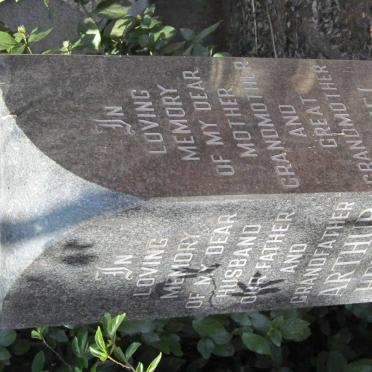 In
LOVING
MEMORY
OF MY DEAR
MOTHER
GRANDMOTHER
AND
GREAT
GRANDMOTHER
In
LOVING
MEMORY
OF MY DEAR
HUSBAND
OUR FATHER
AND
GRANDFATHER
ARTHUR